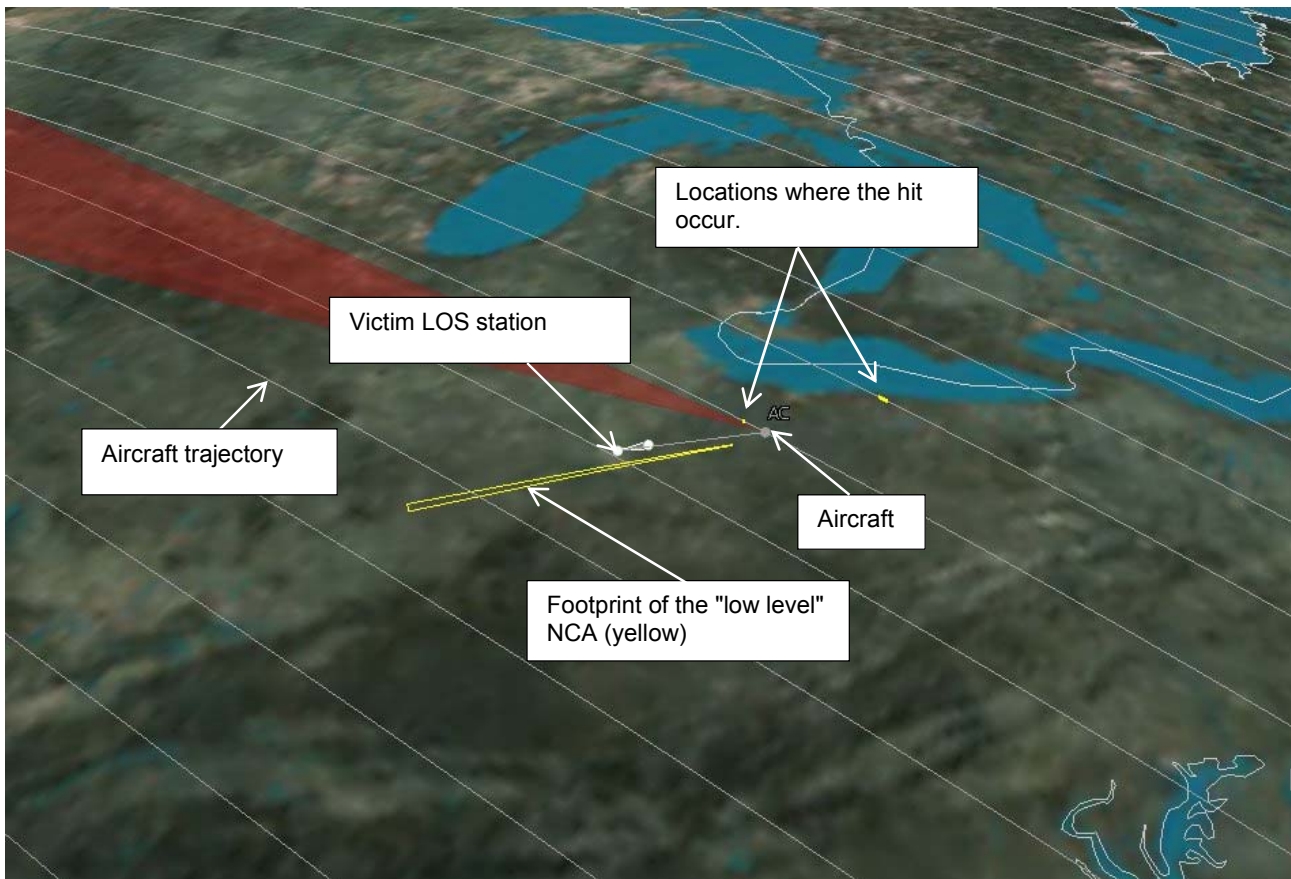 Locations where the hit
occur.
Victim LOS station
AC
Aircraft trajectory
Aircraft
Footprint of the "low level"
NCA (yellow)